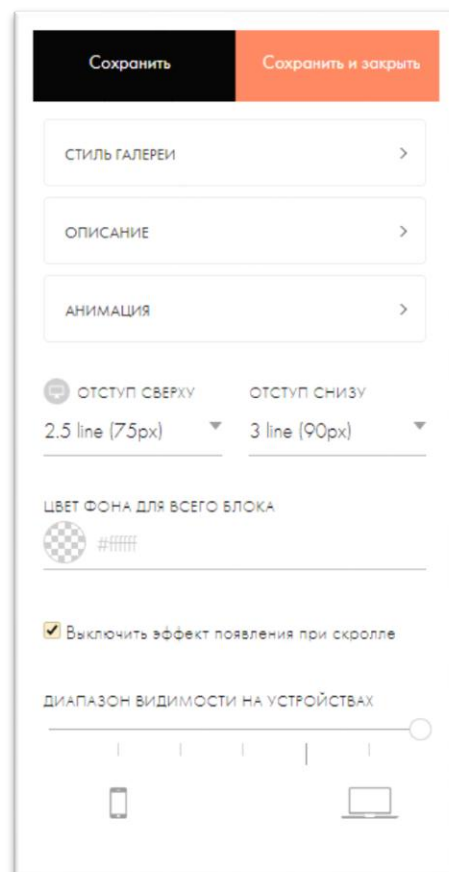 Сохранить
Сохранить и закрыть
СТИЛЬ ГАЛЕРЕИ
ОПИСАНИЕ
АНИМАЦИЯ
ОТСТУП СВЕРХУ
ОТСТУП СНИЗУ
2.5 line (75px)
3 line (90px)
ЦВЕТ ФОНА ДЛЯ ВСЕГО БЛОКА
#ffffff
Выключить эффект появления при скролле
ДИАПАЗОН ВИДИМОСТИ НА УСТРОЙСТВАХ